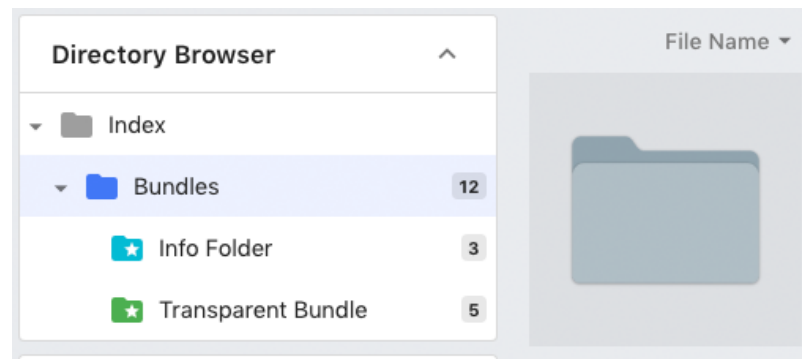 Directory Browser
File Name
Index
Bundles 12
Info Folder 3
Transparent Bundle 5